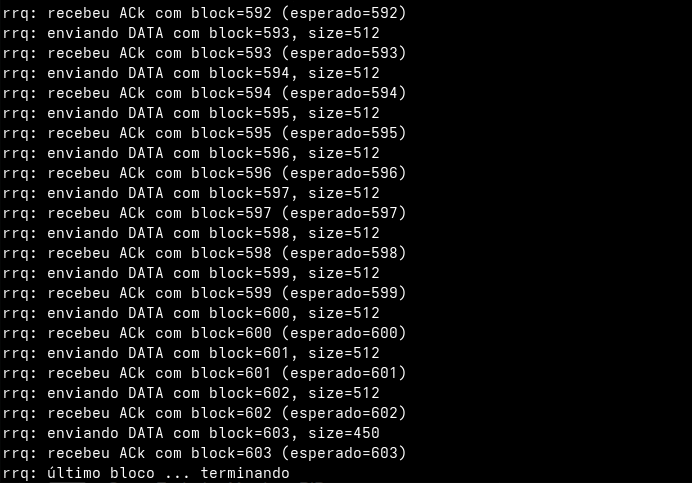 rrq: recebeu ACk com block=592 (esperado=592)
rrq: enviando DATA com block=593, size=512
rrq: recebeu ACk com block=593 (esperado=593)
rrq: enviando DATA com block=594, size=512
rrq: recebeu ACk com block=594 (esperado=594)
rrq: enviando DATA com block=595, size=512
rrq: recebeu ACk com block=595 (esperado=595)
rrq: enviando DATA com block=596, size=512
rrq: recebeu ACk com block=596 (esperado=596)
rrq: enviando DATA com block=597, size=512
rrq: recebeu ACk com block=597 (esperado=597)
rrq: enviando DATA com block=598, size=512
rrq: recebeu ACk com block=598 (esperado=598)
rrq: enviando DATA com block=599, size=512
rrq: recebeu ACk com block=599 (esperado=599)
rrq: enviando DATA com block=600, size=512
rrq: recebeu ACk com block=600 (esperado=600)
rrq: enviando DATA com block=601, size=512
rrq: recebeu ACk com block=601 (esperado=601)
rrq: enviando DATA com block=602, size=512
rrq: recebeu ACk com block=602 (esperado=602)
rrq: enviando DATA com block=603, size=450
rrq: recebeu ACk com block=603 (esperado=603)
rrq: último bloco ... terminando